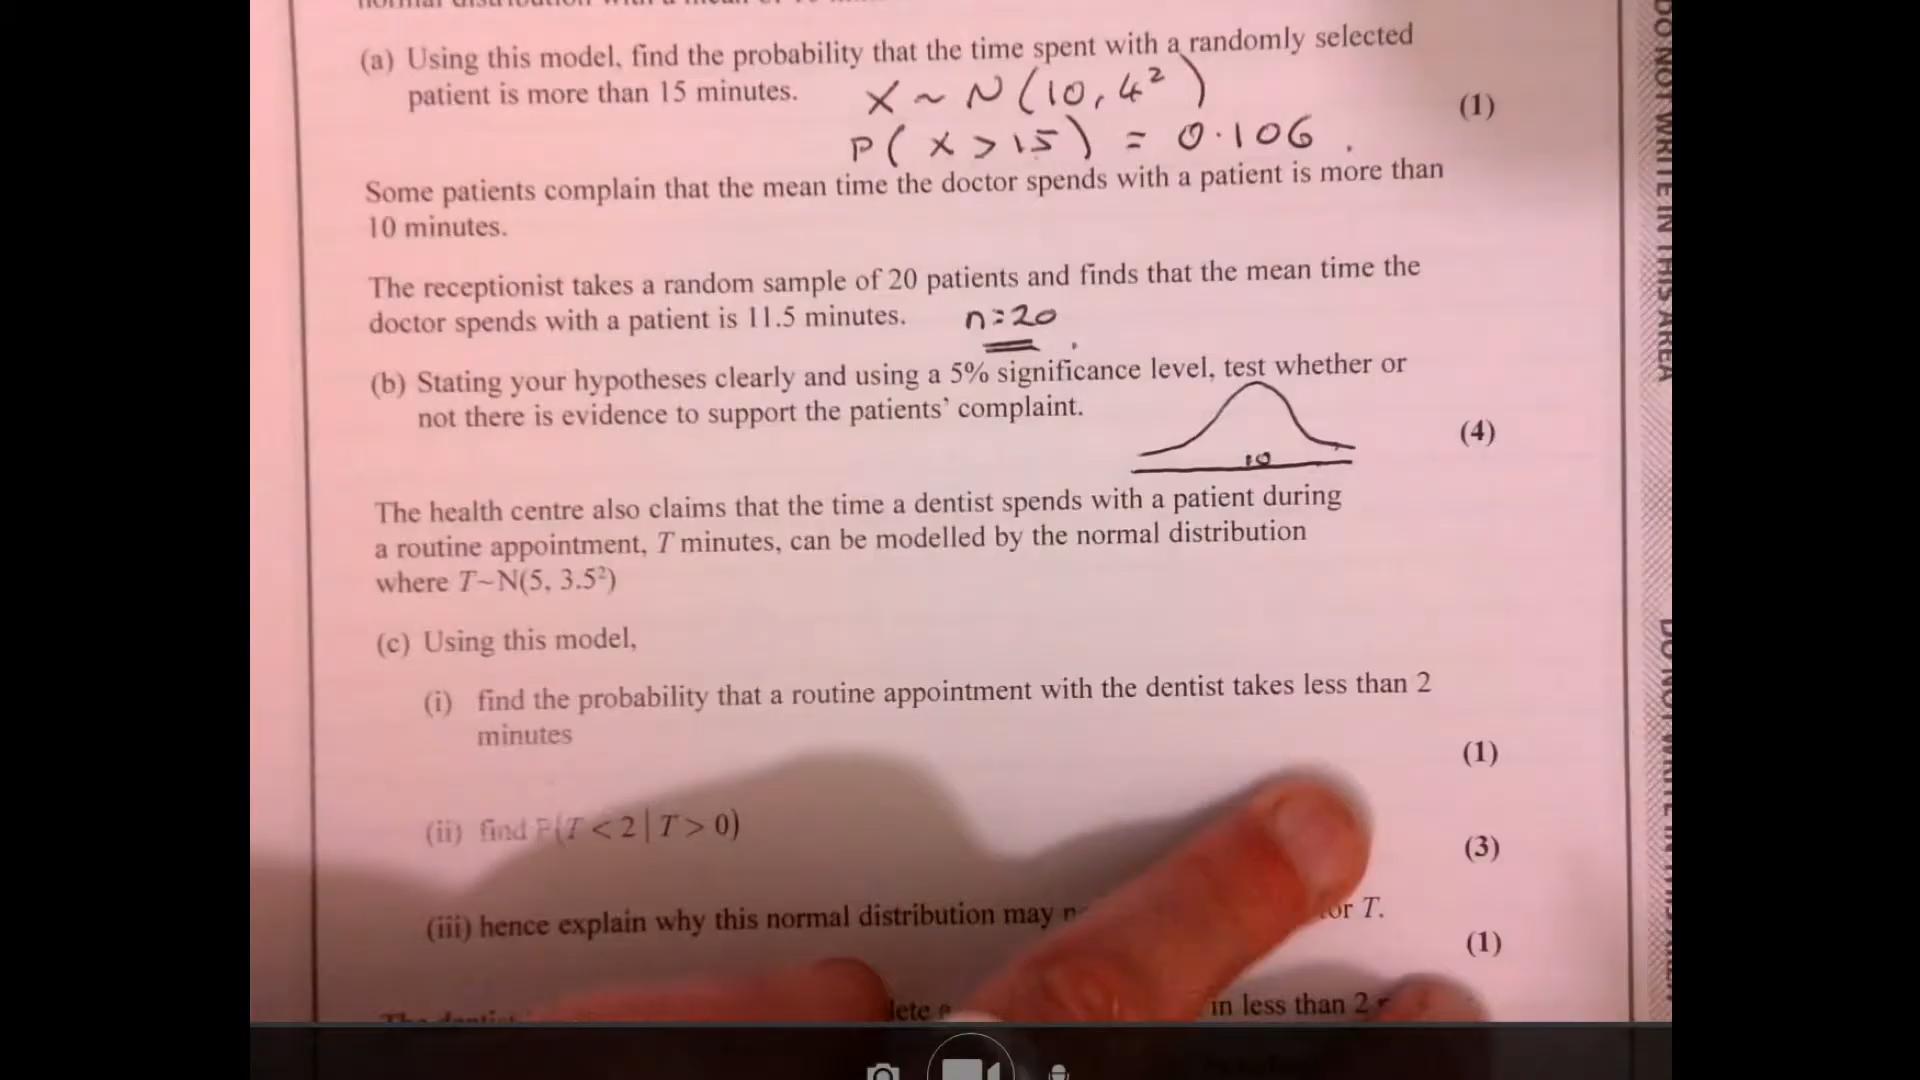 (a) Using this model, find the probability that the time spent with a randomly selected
patient is more than 15 minutes.
X ~ N(10, 4²)
(1)
P( X > 15) = 0.106.
Some patients complain that the mean time the doctor spends with a patient is more than
10 minutes.
The receptionist takes a random sample of 20 patients and finds that the mean time the
doctor spends with a patient is 11.5 minutes.
n=20
(b) Stating your hypotheses clearly and using a 5% significance level, test whether or
not there is evidence to support the patients' complaint.
(4)
10
The health centre also claims that the time a dentist spends with a patient during
a routine appointment, T minutes, can be modelled by the normal distribution
where T~N(5, 3.5²)
(c) Using this model,
(i) find the probability that a routine appointment with the dentist takes less than 2
minutes
(1)
(ii) find P(T < 2 | T > 0)
(3)
(iii) hence explain why this normal distribution may
T.
(1)
in less than 2
DO NOT WRITE IN THIS AREA
DO NOT WRITE IN THIS AREA